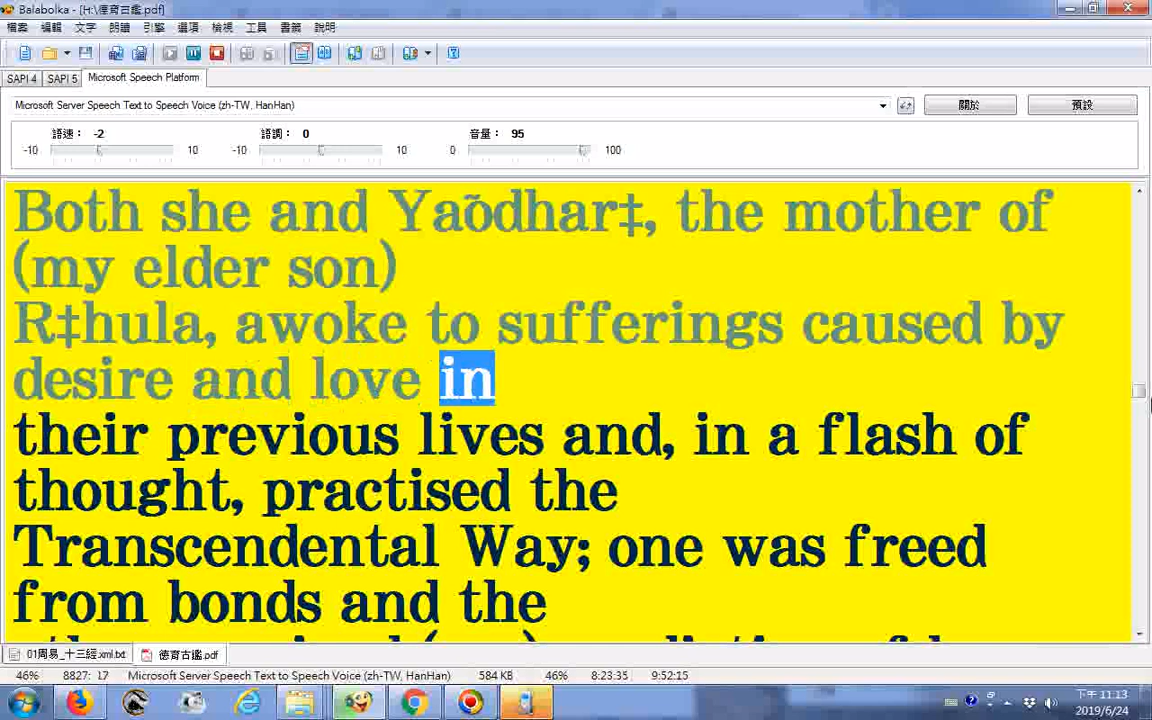 Balabolka - [H:\德育古鑑.pdf]
檔案 編輯 文字 朗讀 引擎 選項 檢視 工具 書籤 說明
SAPI 4 SAPI 5 Microsoft Speech Platform
Microsoft Server Speech Text to Speech Voice (zh-TW, HanHan) 關於 預設
語速： -2 語調： 0 音量： 95
-10 10 -10 10 0 100
Both she and Yaõdhar‡, the mother of
(my elder son)
R‡hula, awoke to sufferings caused by
desire and love in
their previous lives and, in a flash of
thought, practised the
Transcendental Way; one was freed
from bonds and the
01周易_十三經.xml.txt 德育古鑑.pdf
46% 8827: 17 Microsoft Server Speech Text to Speech Voice (zh-TW, HanHan) 584 KB 46% 8:23:35 9:52:15
下午 11:13
2019/6/24